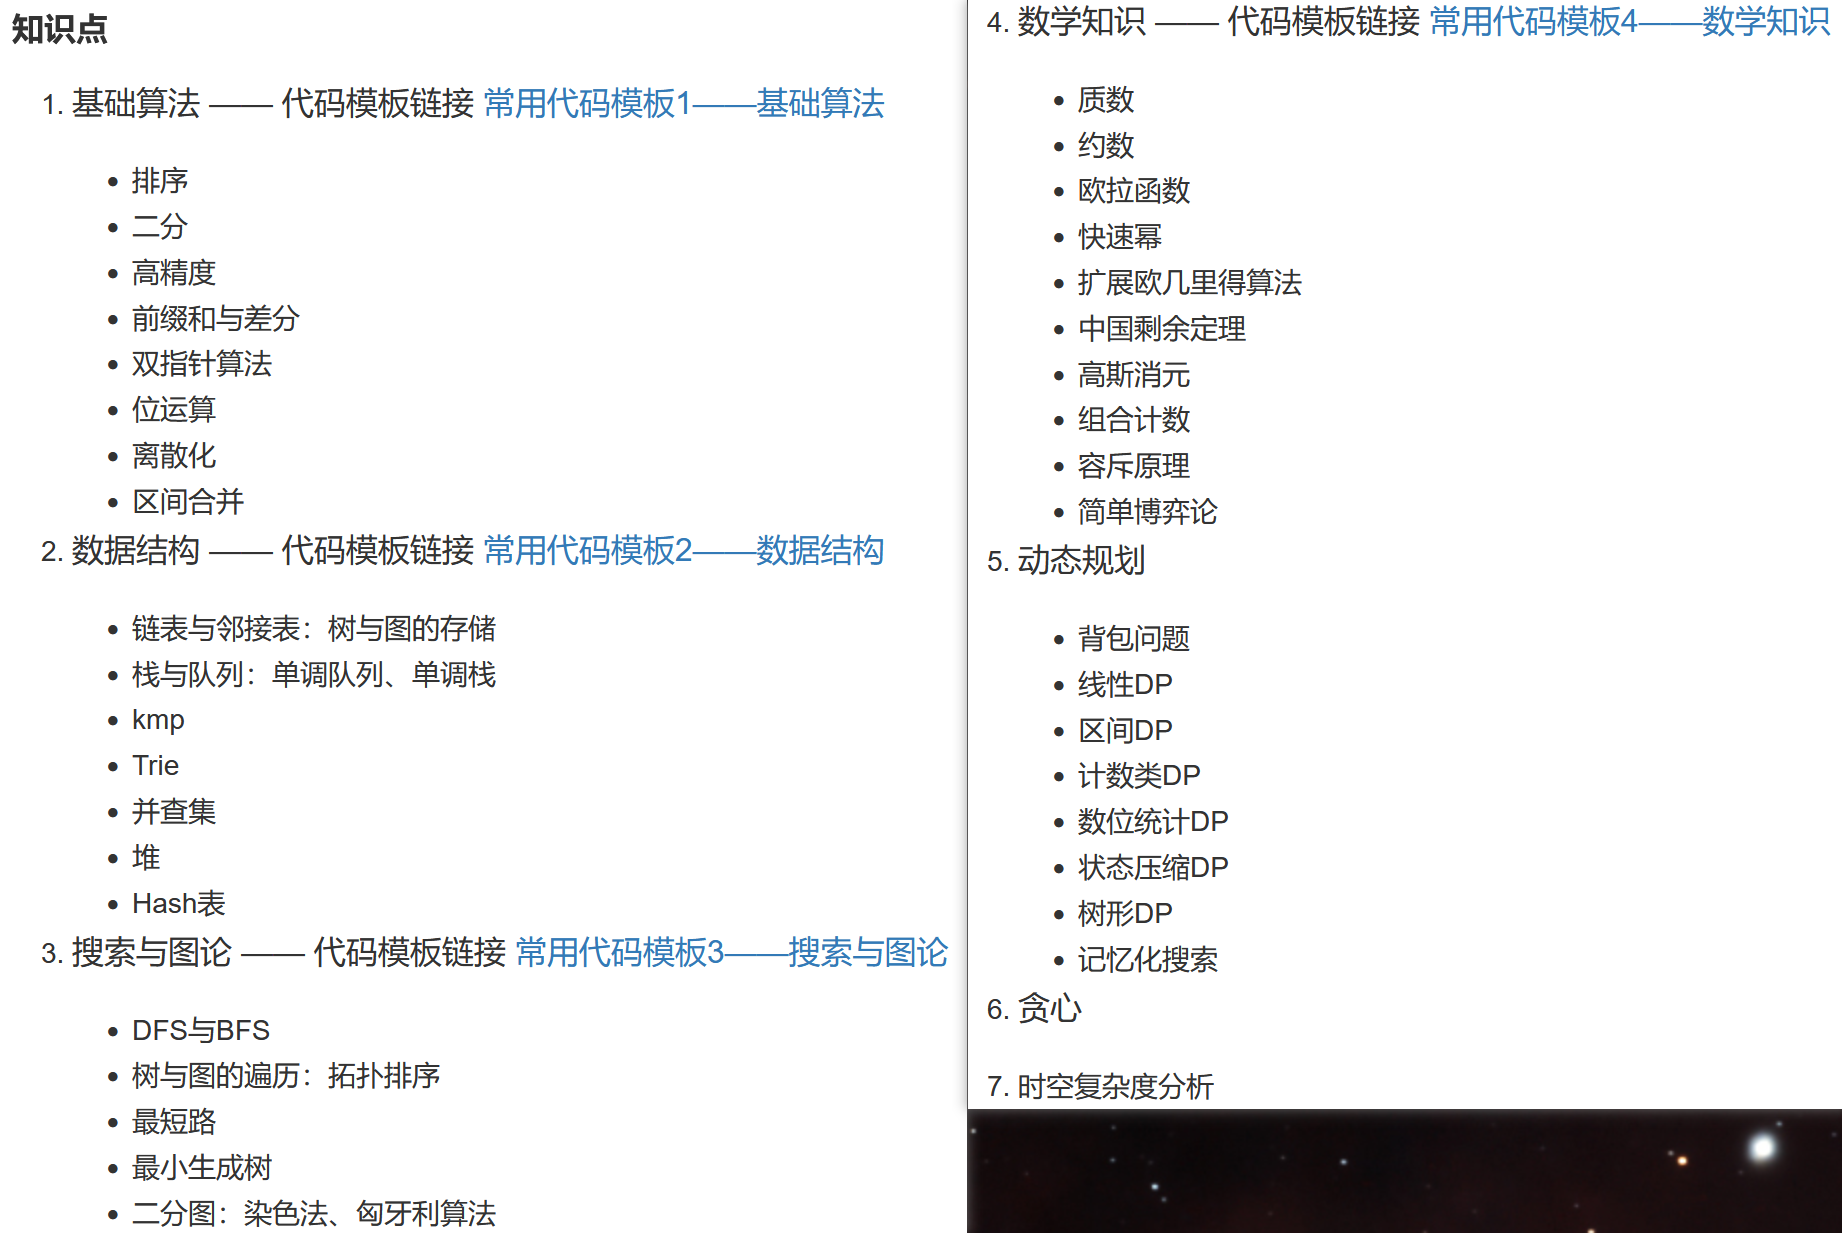 知识点
1. 基础算法 —— 代码模板链接 常用代码模板1——基础算法
• 排序
• 二分
• 高精度
• 前缀和与差分
• 双指针算法
• 位运算
• 离散化
• 区间合并
2. 数据结构 —— 代码模板链接 常用代码模板2——数据结构
• 链表与邻接表：树与图的存储
• 栈与队列：单调队列、单调栈
• kmp
• Trie
• 并查集
• 堆
• Hash表
3. 搜索与图论 —— 代码模板链接 常用代码模板3——搜索与图论
• DFS与BFS
• 树与图的遍历：拓扑排序
• 最短路
• 最小生成树
• 二分图：染色法、匈牙利算法
4. 数学知识 —— 代码模板链接 常用代码模板4——数学知识
• 质数
• 约数
• 欧拉函数
• 快速幂
• 扩展欧几里得算法
• 中国剩余定理
• 高斯消元
• 组合计数
• 容斥原理
• 简单博弈论
5. 动态规划
• 背包问题
• 线性DP
• 区间DP
• 计数类DP
• 数位统计DP
• 状态压缩DP
• 树形DP
• 记忆化搜索
6. 贪心
7. 时空复杂度分析